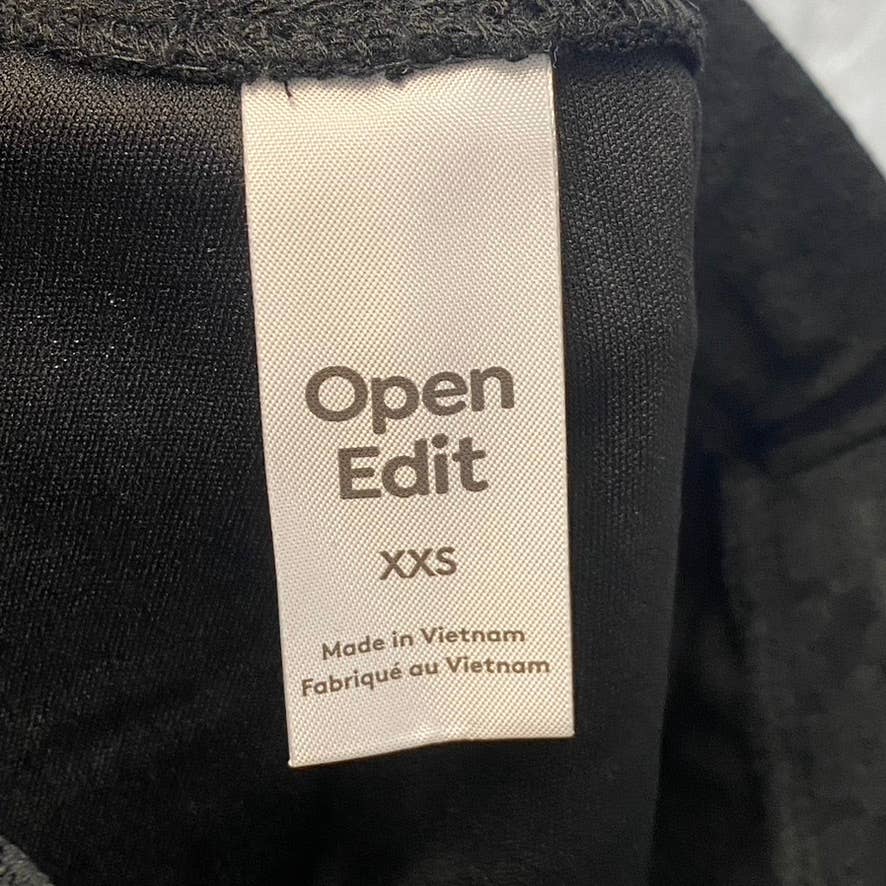 Open
Edit
XXS
Made in Vietnam
Fabriqué au Vietnam